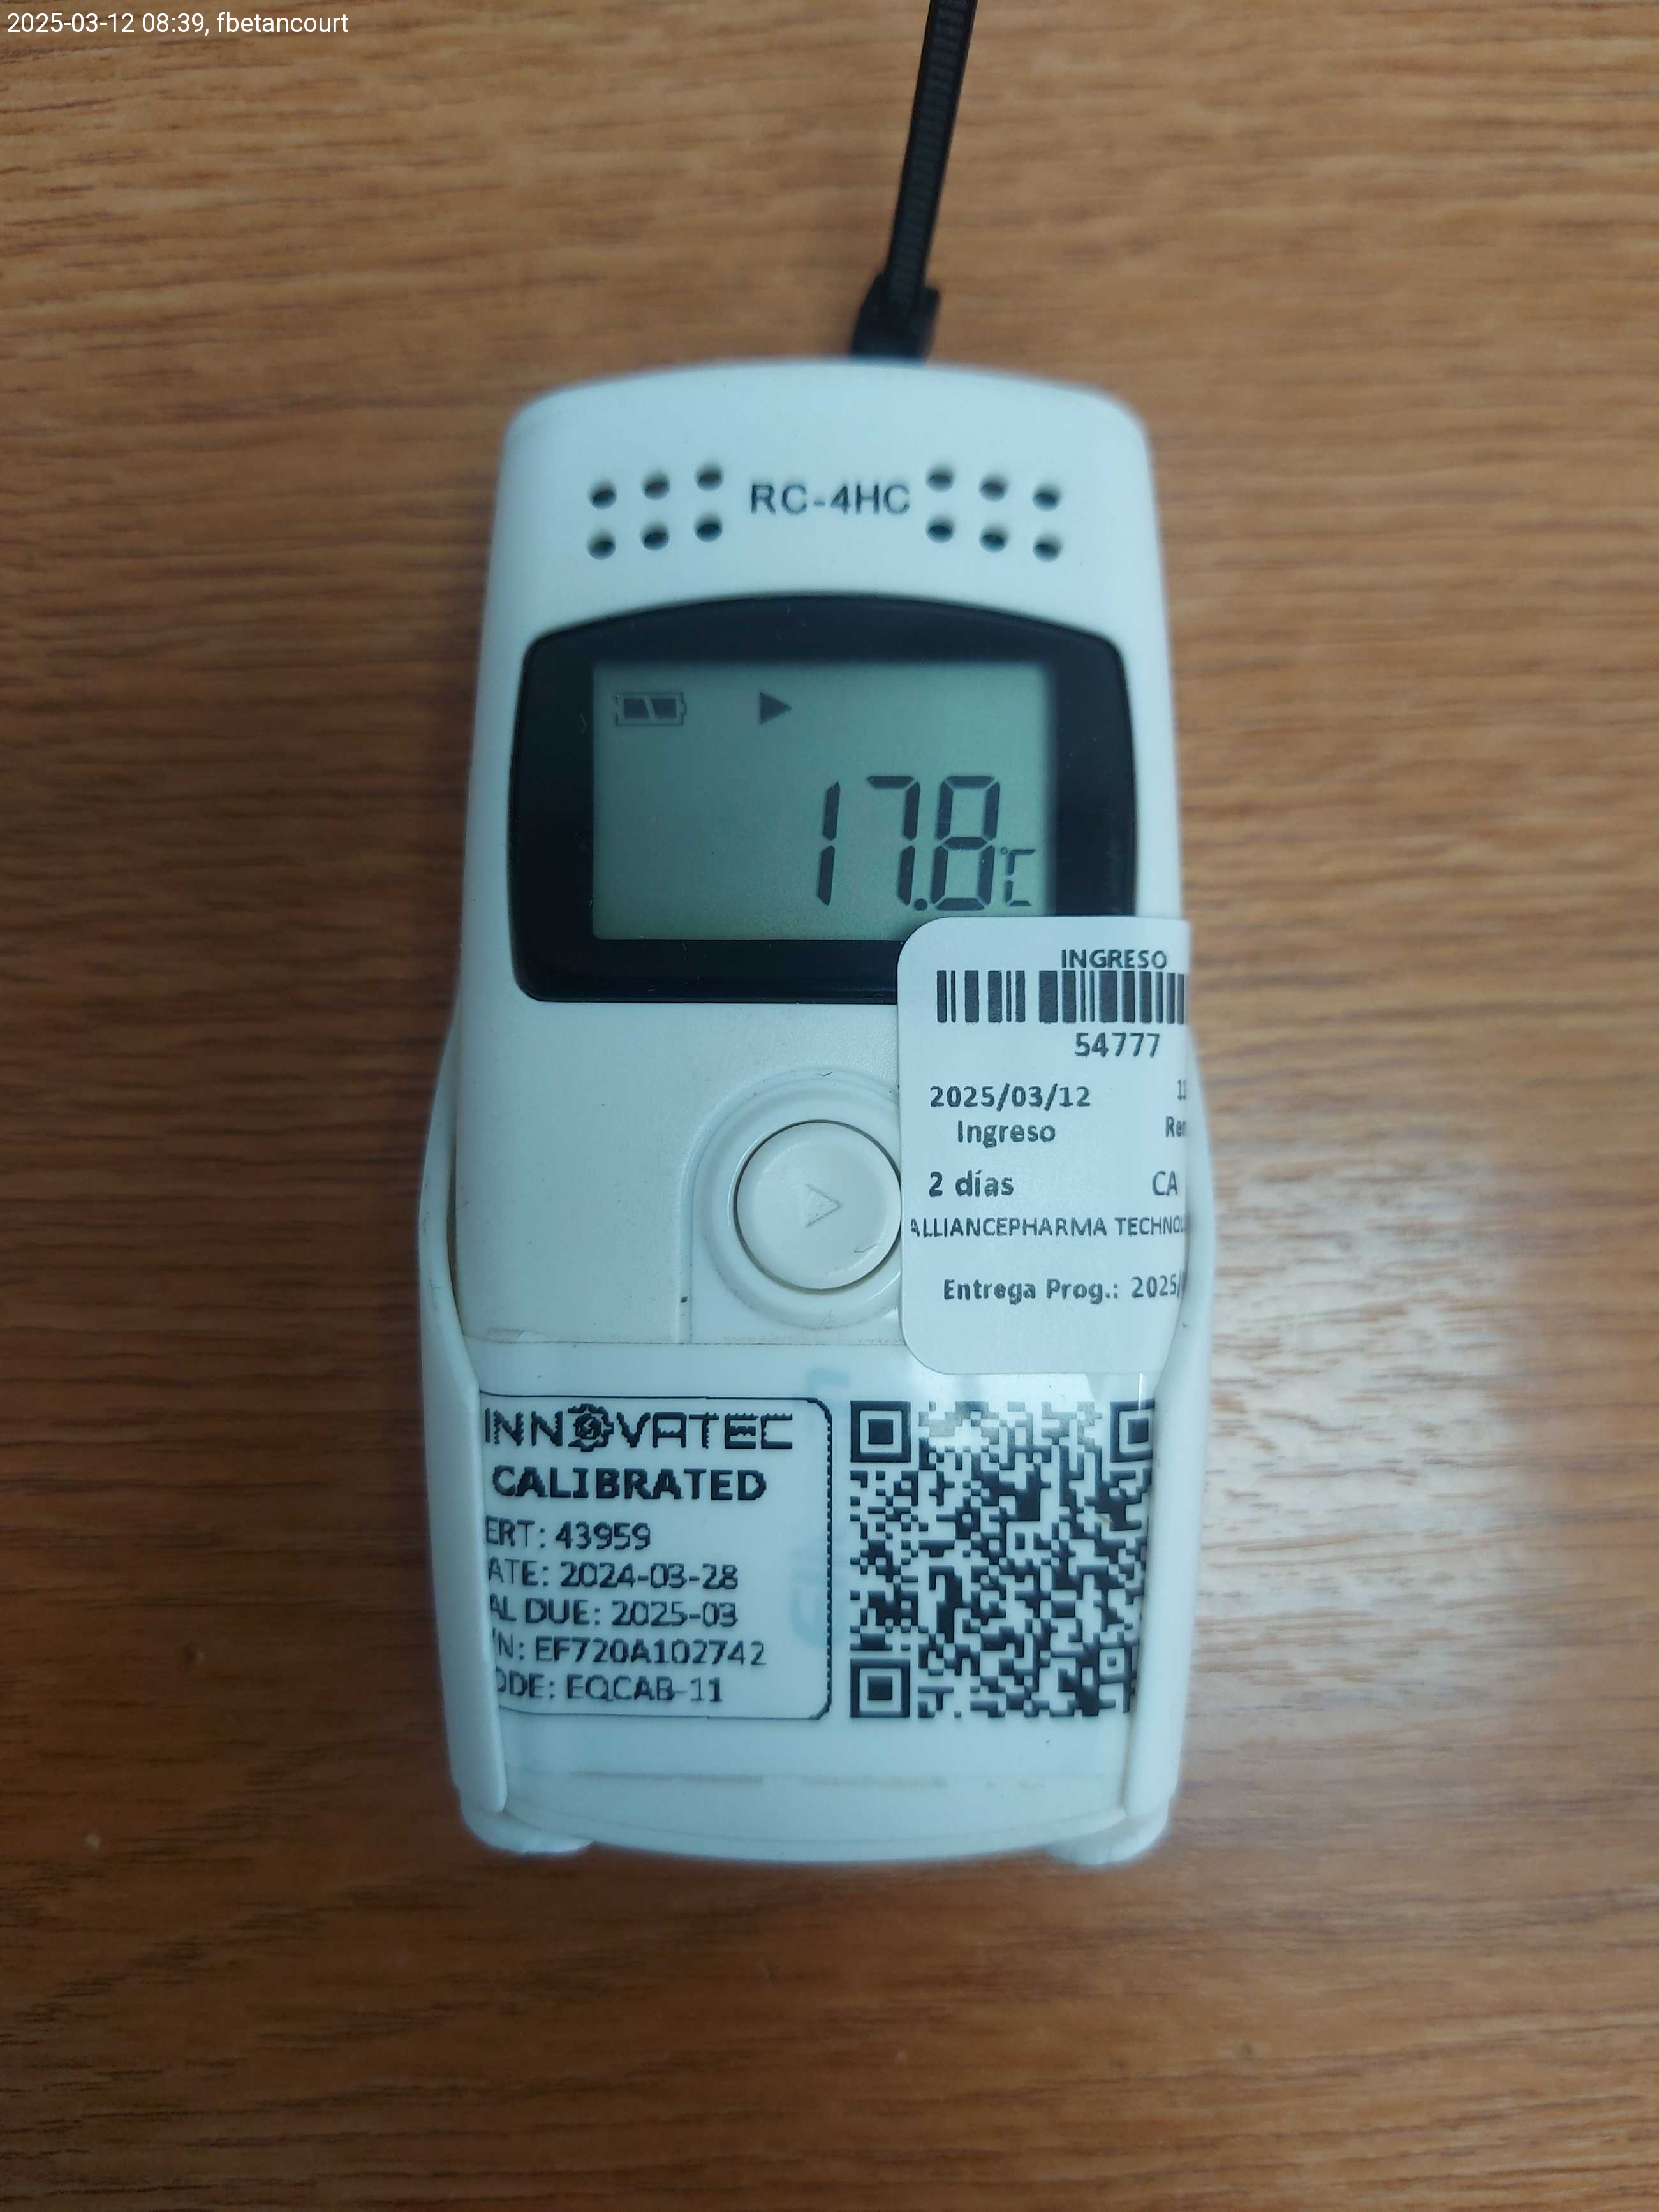 2025-03-12 08:39, fbetancourt
RC-4HC
17.8°C
INGRESO
54777
2025/03/12
Ingreso
2 días
CA
ALLIANCEPHARMA TECHNOL
Entrega Prog.: 2025/
INNOVATEC
CALIBRATED
ERT: 43959
ATE: 2024-03-28
AL DUE: 2025-03
/N: EF720A102742
ODE: EQCAB-11